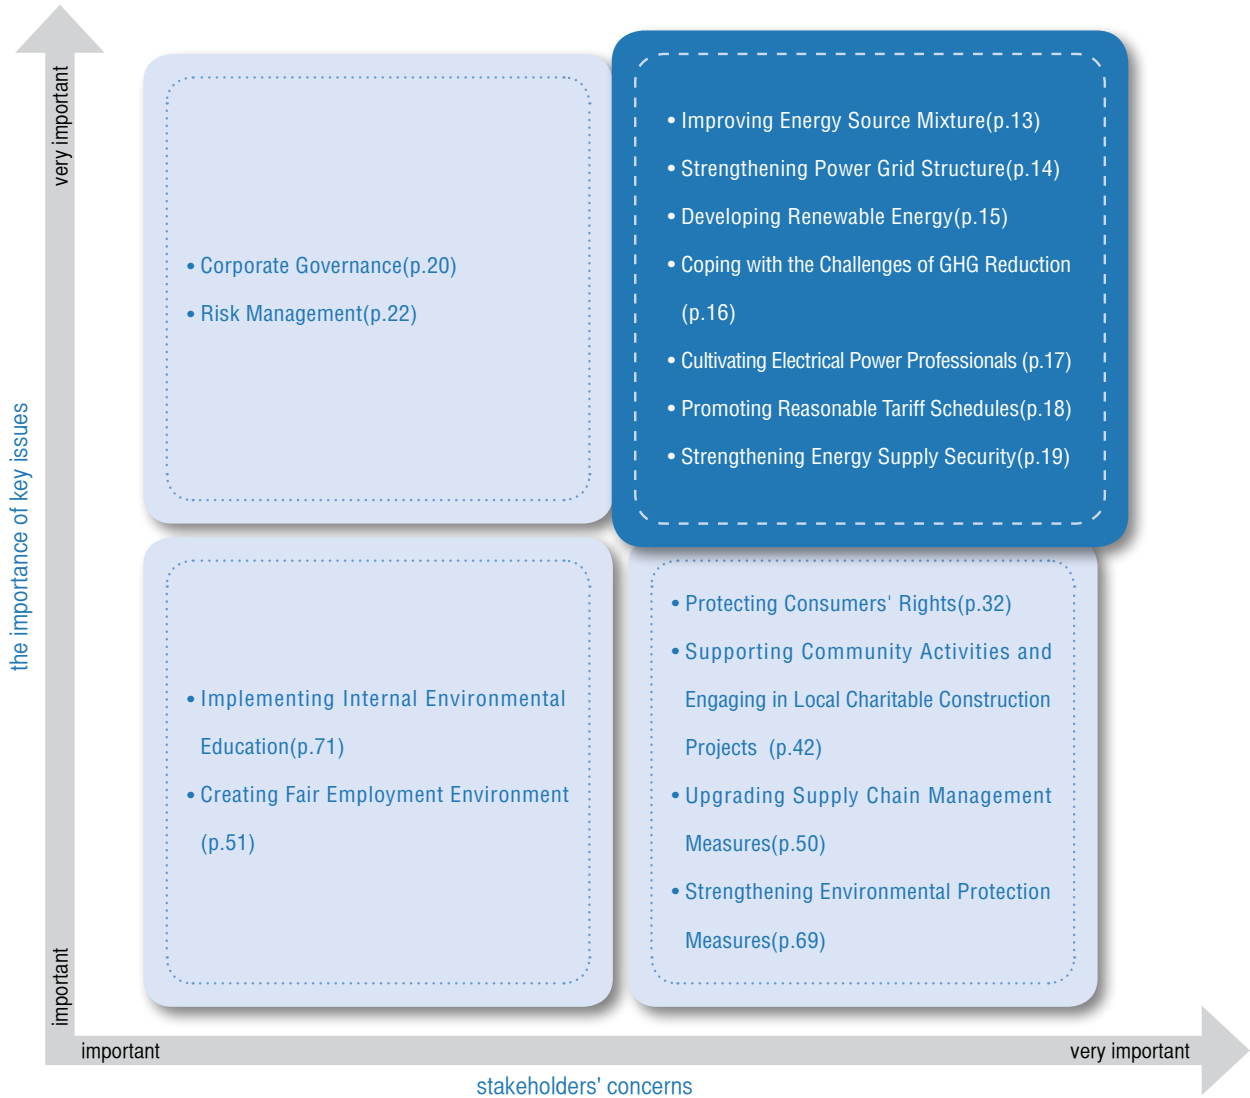 very important
the importance of key issues
important
• Corporate Governance(p.20)
• Risk Management(p.22)
• Improving Energy Source Mixture(p.13)
• Strengthening Power Grid Structure(p.14)
• Developing Renewable Energy(p.15)
• Coping with the Challenges of GHG Reduction
(p.16)
• Cultivating Electrical Power Professionals (p.17)
• Promoting Reasonable Tariff Schedules(p.18)
• Strengthening Energy Supply Security(p.19)
• Implementing Internal Environmental
Education(p.71)
• Creating Fair Employment Environment
(p.51)
• Protecting Consumers' Rights(p.32)
• Supporting Community Activities and
Engaging in Local Charitable Construction
Projects (p.42)
• Upgrading Supply Chain Management
Measures(p.50)
• Strengthening Environmental Protection
Measures(p.69)
important
very important
stakeholders' concerns